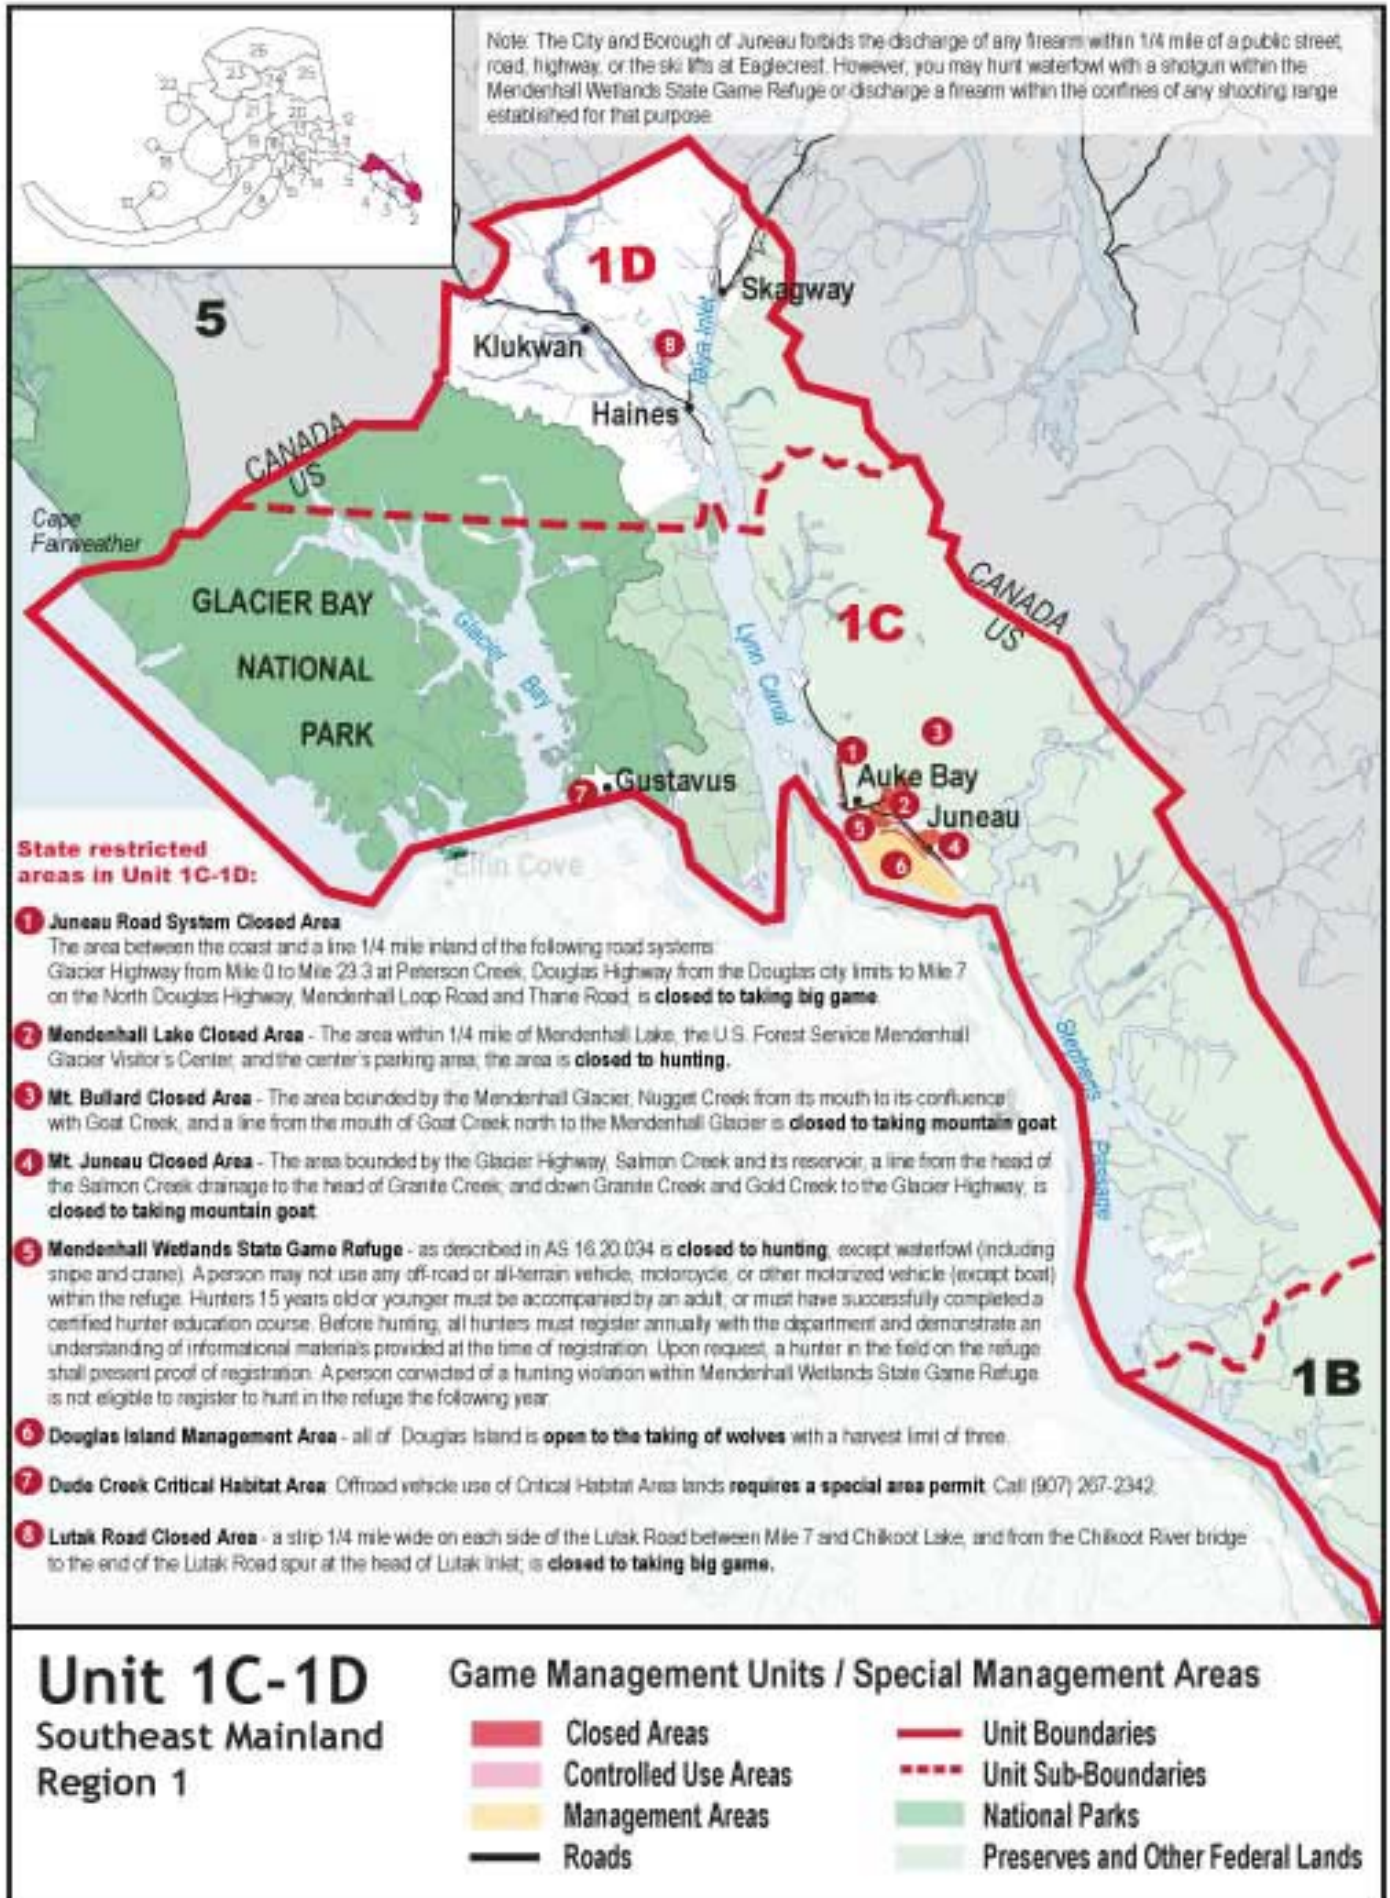 Note: The City and Borough of Juneau forbids the discharge of any firearm within 1/4 mile of a public street,
road, highway, or the ski lifts at Eaglecrest. However, you may hunt waterfowl with a shotgun within the
Mendenhall Wetlands State Game Refuge or discharge a firearm within the confines of any shooting range
established for that purpose.
26
23
24
25
22
21
20
12
18
19
9
8
10
14
4
3
2
1
5
1D
Skagway
Klukwan
8
Taiya Inlet
Haines
CANADA
US
Cape
Fairweather
GLACIER BAY
NATIONAL
PARK
Glacier
Bay
Lynn Canal
1C
CANADA
US
3
1
Auke Bay
2
Juneau
5
4
6
7
Gustavus
Elfin Cove
Stephens
Passage
1B
State restricted
areas in Unit 1C-1D:
1 Juneau Road System Closed Area
The area between the coast and a line 1/4 mile inland of the following road systems:
Glacier Highway from Mile 0 to Mile 23.3 at Peterson Creek, Douglas Highway from the Douglas city limits to Mile 7
on the North Douglas Highway, Mendenhall Loop Road and Thane Road, is closed to taking big game.
2 Mendenhall Lake Closed Area - The area within 1/4 mile of Mendenhall Lake, the U.S. Forest Service Mendenhall
Glacier Visitor's Center, and the center's parking area; the area is closed to hunting.
3 Mt. Bullard Closed Area - The area bounded by the Mendenhall Glacier, Nugget Creek from its mouth to its confluence
with Goat Creek, and a line from the mouth of Goat Creek north to the Mendenhall Glacier is closed to taking mountain goat
4 Mt. Juneau Closed Area - The area bounded by the Glacier Highway, Salmon Creek and its reservoir, a line from the head of
the Salmon Creek drainage to the head of Granite Creek, and down Granite Creek and Gold Creek to the Glacier Highway, is
closed to taking mountain goat.
5 Mendenhall Wetlands State Game Refuge - as described in AS 16.20.034 is closed to hunting, except waterfowl (including
snipe and crane). A person may not use any off-road or all-terrain vehicle, motorcycle, or other motorized vehicle (except boat)
within the refuge. Hunters 15 years old or younger must be accompanied by an adult, or must have successfully completed a
certified hunter education course. Before hunting, all hunters must register annually with the department and demonstrate an
understanding of informational materials provided at the time of registration. Upon request, a hunter in the field on the refuge
shall present proof of registration. A person convicted of a hunting violation within Mendenhall Wetlands State Game Refuge
is not eligible to register to hunt in the refuge the following year.
6 Douglas Island Management Area - all of Douglas Island is open to the taking of wolves with a harvest limit of three.
7 Dude Creek Critical Habitat Area: Offroad vehicle use of Critical Habitat Area lands requires a special area permit. Call (907) 267-2342.
8 Lutak Road Closed Area - a strip 1/4 mile wide on each side of the Lutak Road between Mile 7 and Chilkoot Lake, and from the Chilkoot River bridge
to the end of the Lutak Road spur at the head of Lutak Inlet; is closed to taking big game.
Unit 1C-1D
Southeast Mainland
Region 1
Game Management Units / Special Management Areas
Closed Areas
Controlled Use Areas
Management Areas
Roads
Unit Boundaries
Unit Sub-Boundaries
National Parks
Preserves and Other Federal Lands